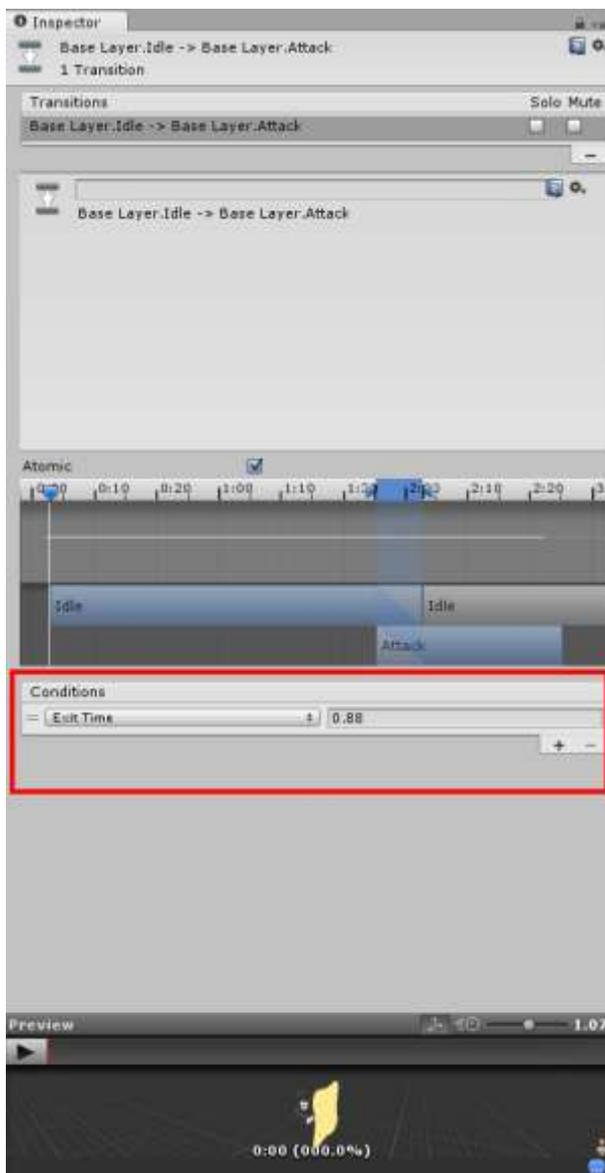 Inspector
Base Layer.Idle -> Base Layer.Attack
1 Transition
Transitions Solo Mute
Base Layer.Idle -> Base Layer.Attack
Base Layer.Idle -> Base Layer.Attack
Atomic
0:10 0:20 1:00 1:10 2:10 2:20
Idle Idle
Attack
Conditions
= Exit Time 0.88
+ -
Preview 1.07
0:00 (000.0%)